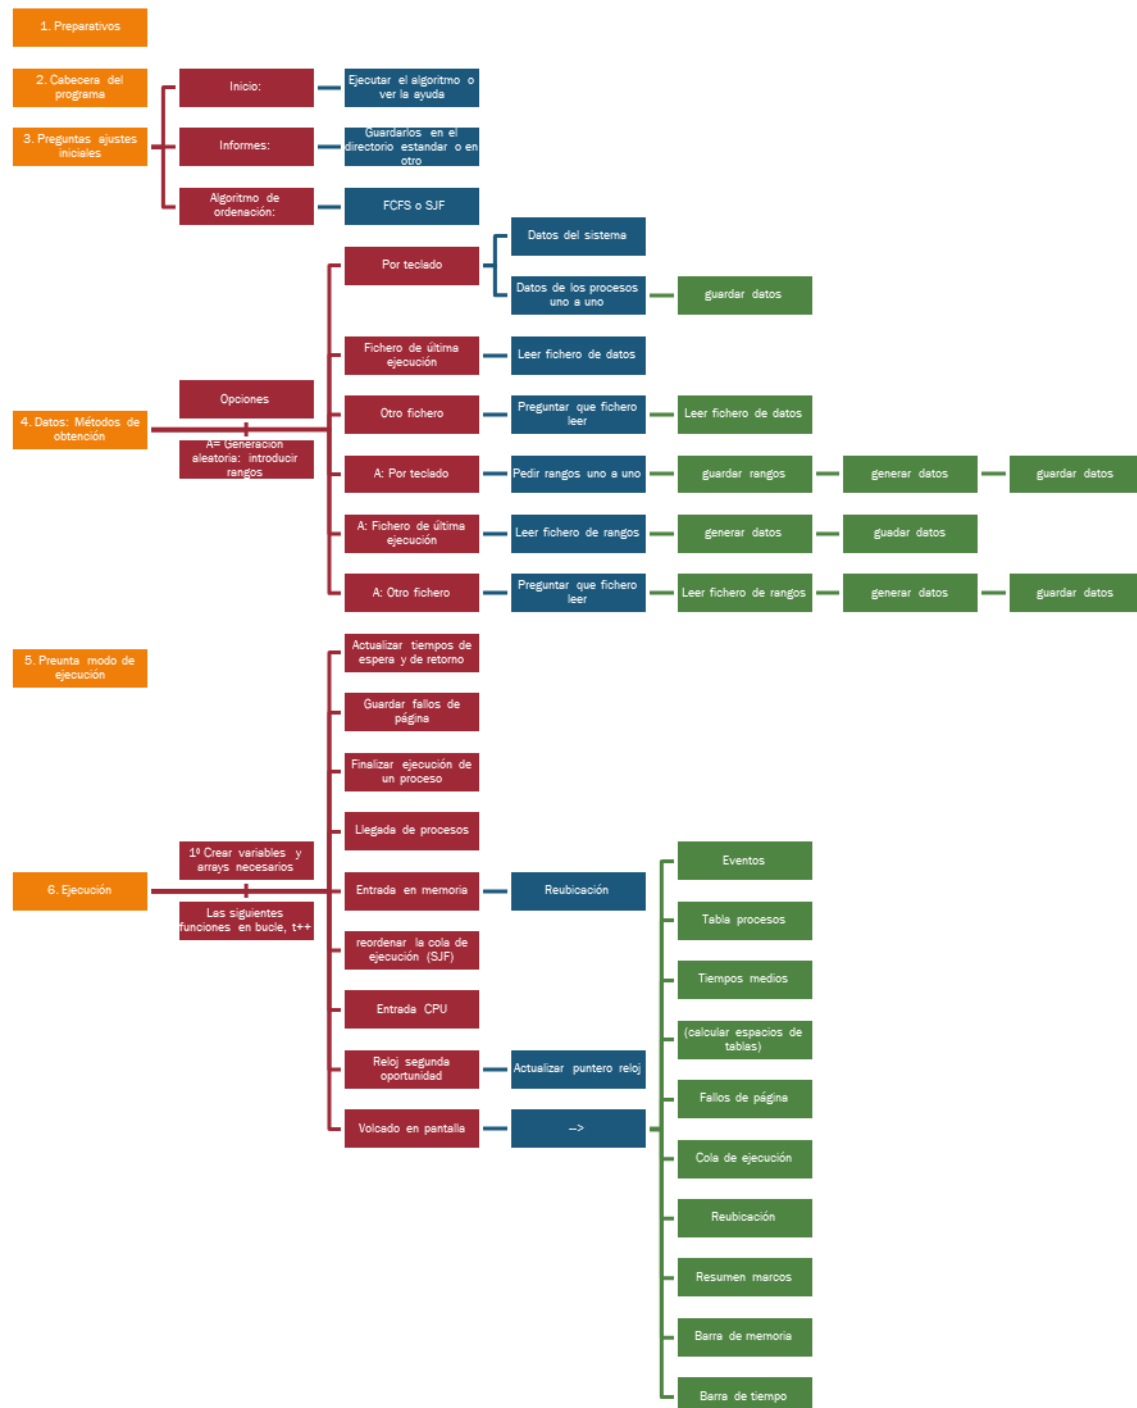 1. Preparativos
2. Cabecera del
programa
Inicio:
Ejecutar el algoritmo o
ver la ayuda
3. Preguntas ajustes
iniciales
Informes:
Guardarlos en el
directorio estandar o en
otro
Algoritmo de
ordenación:
FCFS o SJF
Datos del sistema
Por teclado
Datos de los procesos
uno a uno
guardar datos
Fichero de última
ejecución
Leer fichero de datos
Opciones
Otro fichero
Preguntar que fichero
leer
Leer fichero de datos
4. Datos: Métodos de
obtención
A= Generación
aleatoria: introducir
rangos
A: Por teclado
Pedir rangos uno a uno
guardar rangos
generar datos
guardar datos
A: Fichero de última
ejecución
Leer fichero de rangos
generar datos
guadar datos
A: Otro fichero
Preguntar que fichero
leer
Leer fichero de rangos
generar datos
guardar datos
5. Preunta modo de
ejecución
Actualizar tiempos de
espera y de retorno
Guardar fallos de
página
Finalizar ejecución de
un proceso
Llegada de procesos
1º Crear variables y
arrays necesarios
Eventos
6. Ejecución
Entrada en memoria
Reubicación
Las siguientes
funciones en bucle, t++
Tabla procesos
reordenar la cola de
ejecución (SJF)
Tiempos medios
Entrada CPU
(calcular espacios de
tablas)
Reloj segunda
oportunidad
Actualizar puntero reloj
Fallos de página
Volcado en pantalla
-->
Cola de ejecución
Reubicación
Resumen marcos
Barra de memoria
Barra de tiempo